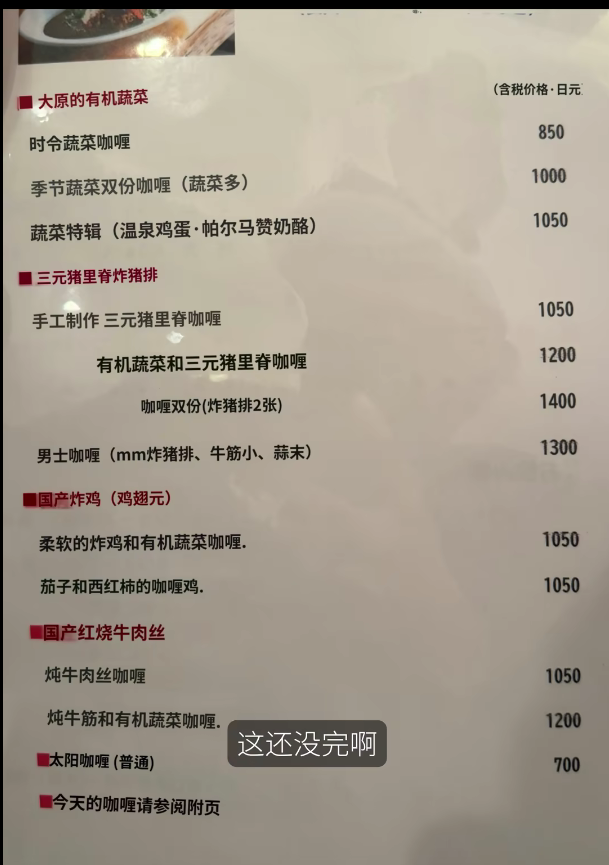 (含税价格·日元
■大原的有机蔬菜
时令蔬菜咖喱 850
季节蔬菜双份咖喱（蔬菜多） 1000
蔬菜特辑（温泉鸡蛋·帕尔马赞奶酪） 1050
■三元猪里脊炸猪排
手工制作 三元猪里脊咖喱 1050
有机蔬菜和三元猪里脊咖喱 1200
咖喱双份(炸猪排2张) 1400
男士咖喱（mm炸猪排、牛筋小、蒜末） 1300
■国产炸鸡（鸡翅元）
柔软的炸鸡和有机蔬菜咖喱. 1050
茄子和西红柿的咖喱鸡. 1050
■国产红烧牛肉丝
炖牛肉丝咖喱 1050
炖牛筋和有机蔬菜咖喱. 1200
这还没完啊
■太阳咖喱 (普通) 700
■今天的咖喱请参阅附页